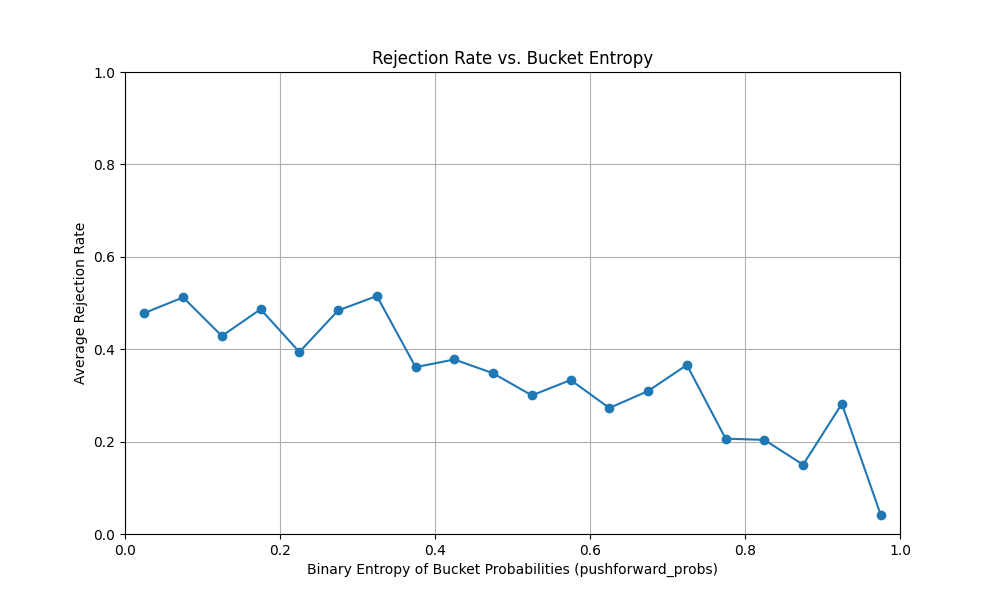 Rejection Rate vs. Bucket Entropy
1.0
0.8
0.6
0.4
0.2
0.0
Average Rejection Rate
0.0 0.2 0.4 0.6 0.8 1.0
Binary Entropy of Bucket Probabilities (pushforward_probs)